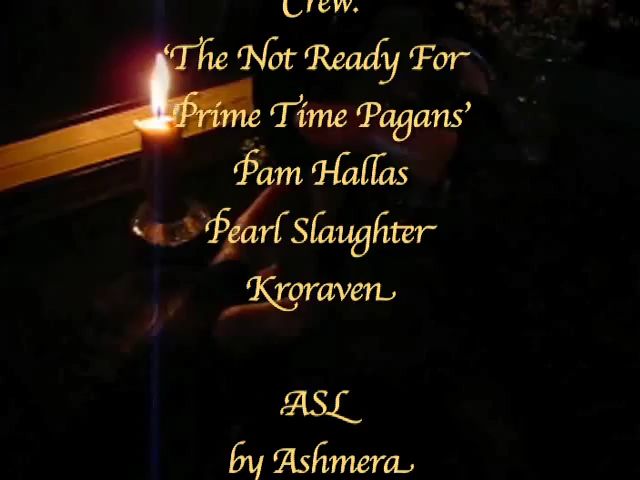 Crew:
'The Not Ready For
Prime Time Pagans'
Pam Hallas
Pearl Slaughter
Kroraven
ASL
by Ashmera